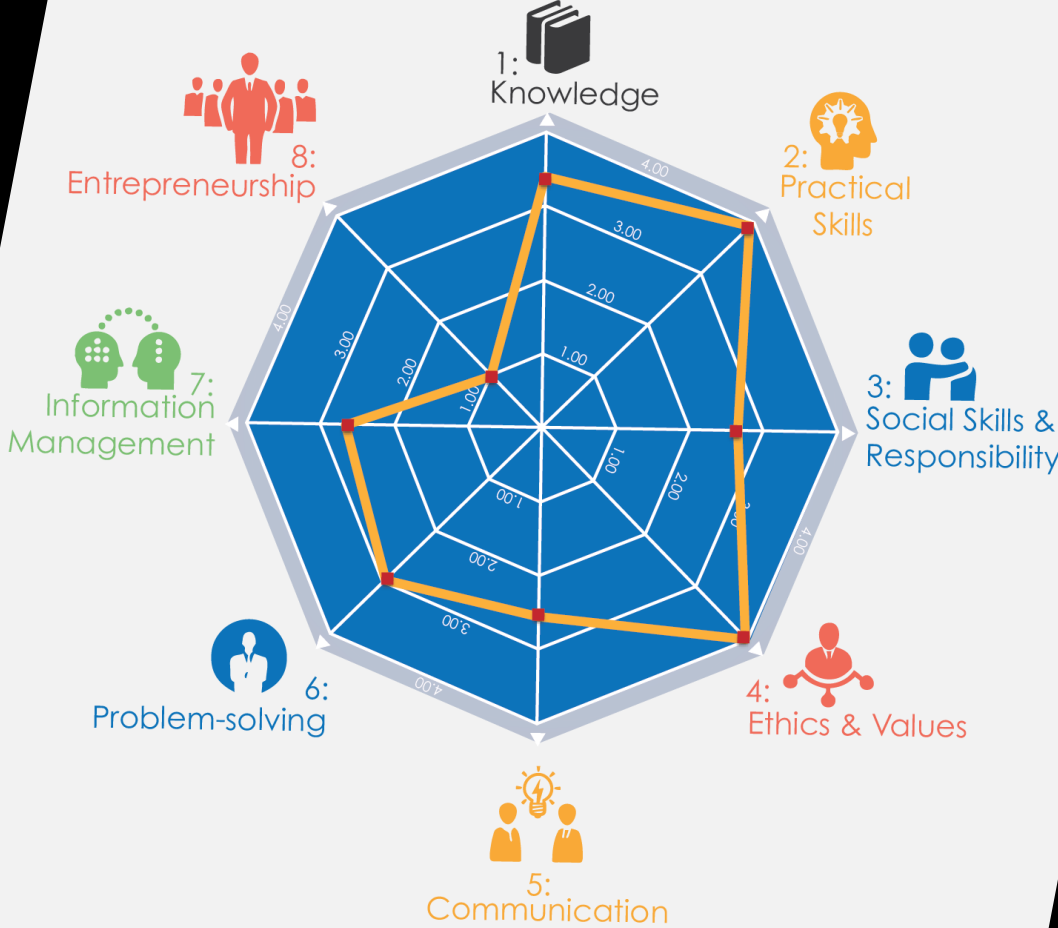 1:
Knowledge
2:
Practical
Skills
3:
Social Skills &
Responsibility
4:
Ethics & Values
5:
Communication
6:
Problem-solving
7:
Information
Management
8:
Entrepreneurship
4.00
3.00
2.00
1.00
1.00
2.00
3.00
4.00
1.00
2.00
3.00
4.00
1.00
2.00
3.00
4.00